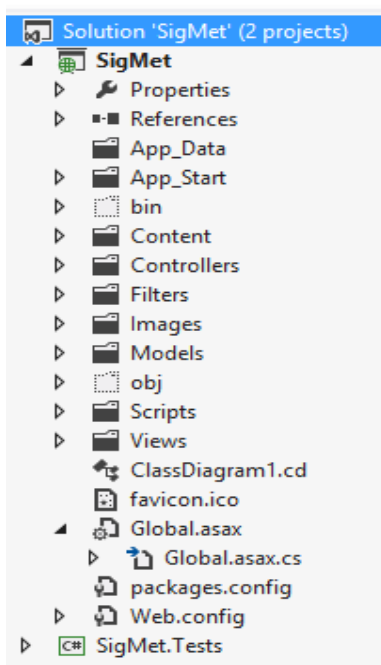 Solution 'SigMet' (2 projects)
SigMet
Properties
References
App_Data
App_Start
bin
Content
Controllers
Filters
Images
Models
obj
Scripts
Views
ClassDiagram1.cd
favicon.ico
Global.asax
Global.asax.cs
packages.config
Web.config
C# SigMet.Tests